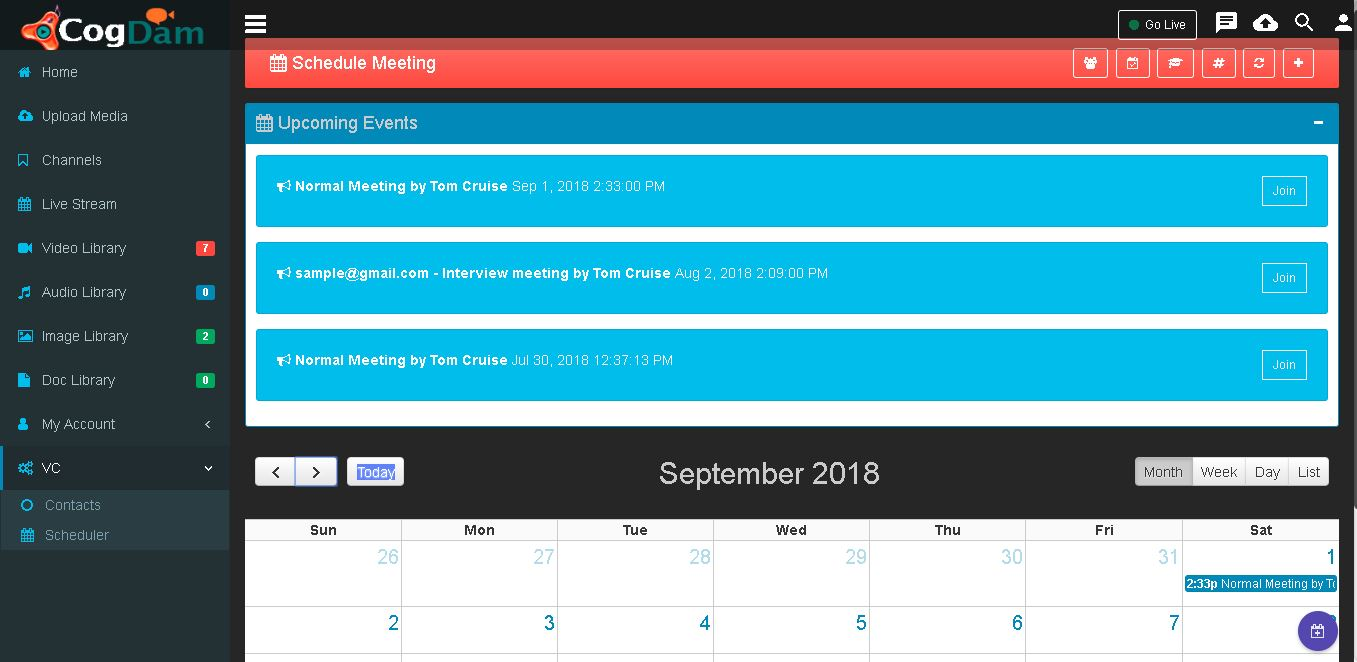 CogDam
Go Live
Home
Upload Media
Channels
Live Stream
Video Library 7
Audio Library 0
Image Library 2
Doc Library 0
My Account
VC
Contacts
Scheduler
Schedule Meeting
Upcoming Events
Normal Meeting by Tom Cruise Sep 1, 2018 2:33:00 PM
Join
sample@gmail.com - Interview meeting by Tom Cruise Aug 2, 2018 2:09:00 PM
Join
Normal Meeting by Tom Cruise Jul 30, 2018 12:37:13 PM
Join
Today
September 2018
Month Week Day List
Sun Mon Tue Wed Thu Fri Sat
26 27 28 29 30 31 1
2:33p Normal Meeting by
2 3 4 5 6 7